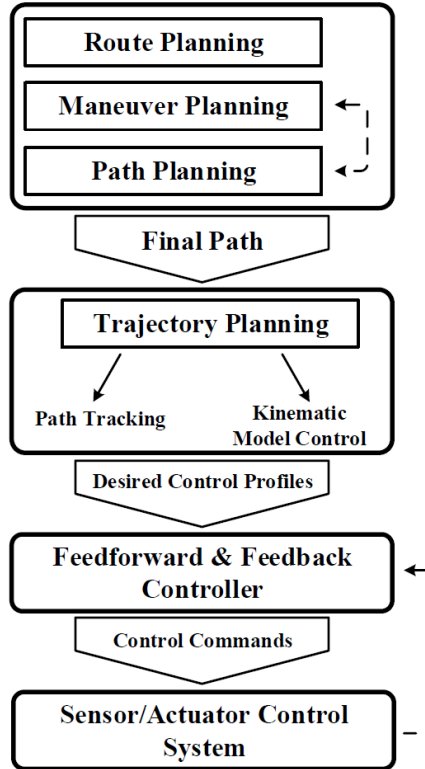 Route Planning
Maneuver Planning
Path Planning
Final Path
Trajectory Planning
Path Tracking
Kinematic
Model Control
Desired Control Profiles
Feedforward & Feedback
Controller
Control Commands
Sensor/Actuator Control
System